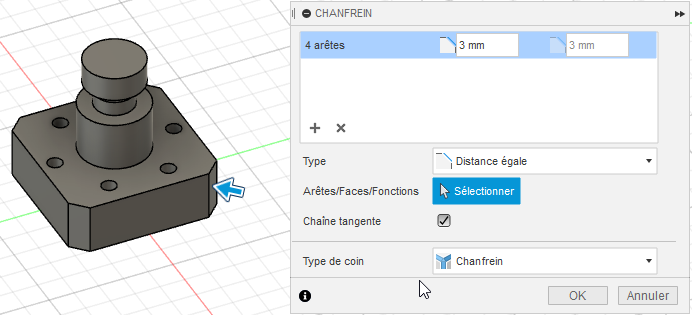 CHANFREIN
4 arêtes 3 mm 3 mm
Type Distance égale
Arêtes/Faces/Fonctions Sélectionner
Chaîne tangente
Type de coin Chanfrein
OK Annuler